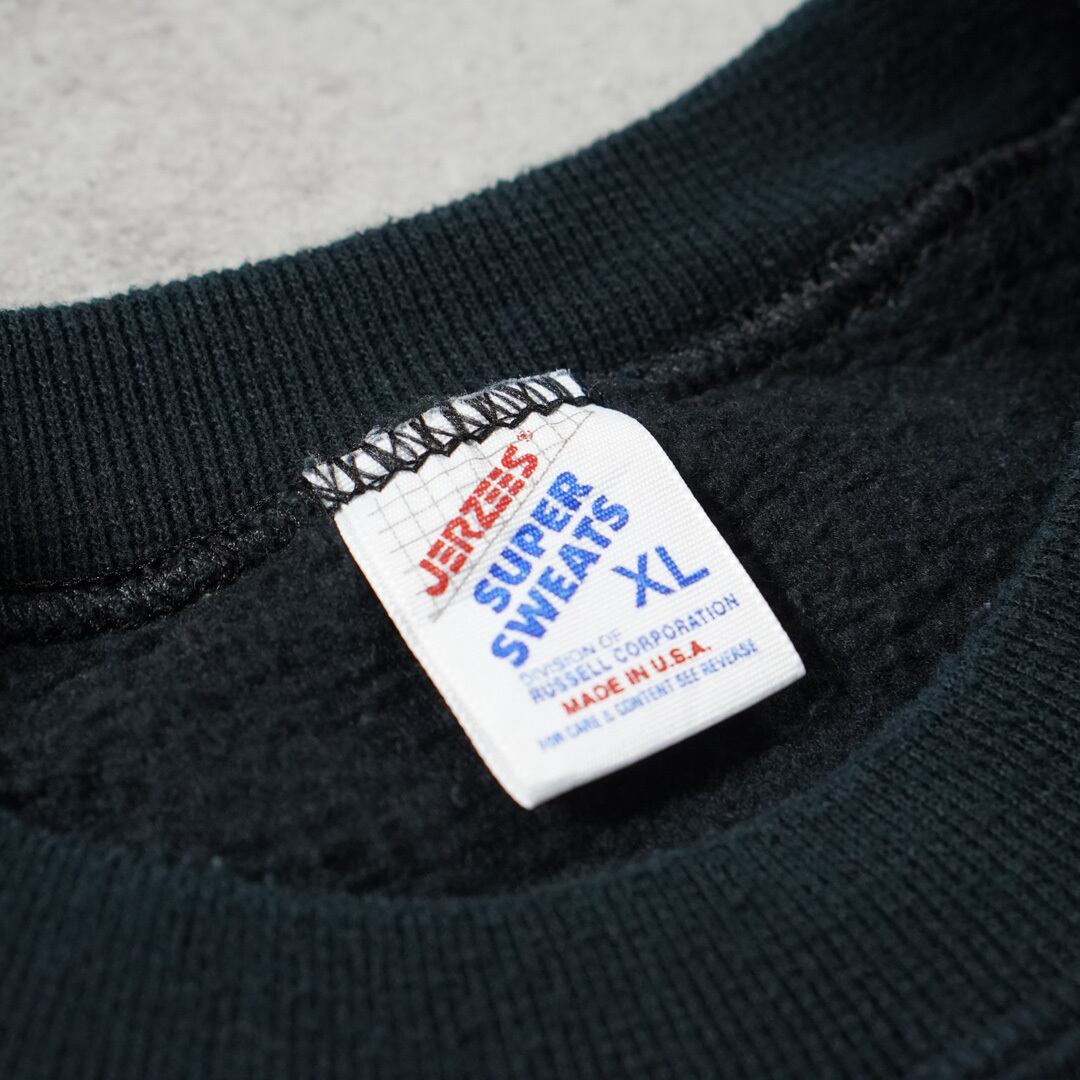 JERZEES®
SUPER
SWEATS
XL
DIVISION OF
RUSSELL CORPORATION
MADE IN U.S.A.
FOR CARE & CONTENT SEE REVERSE